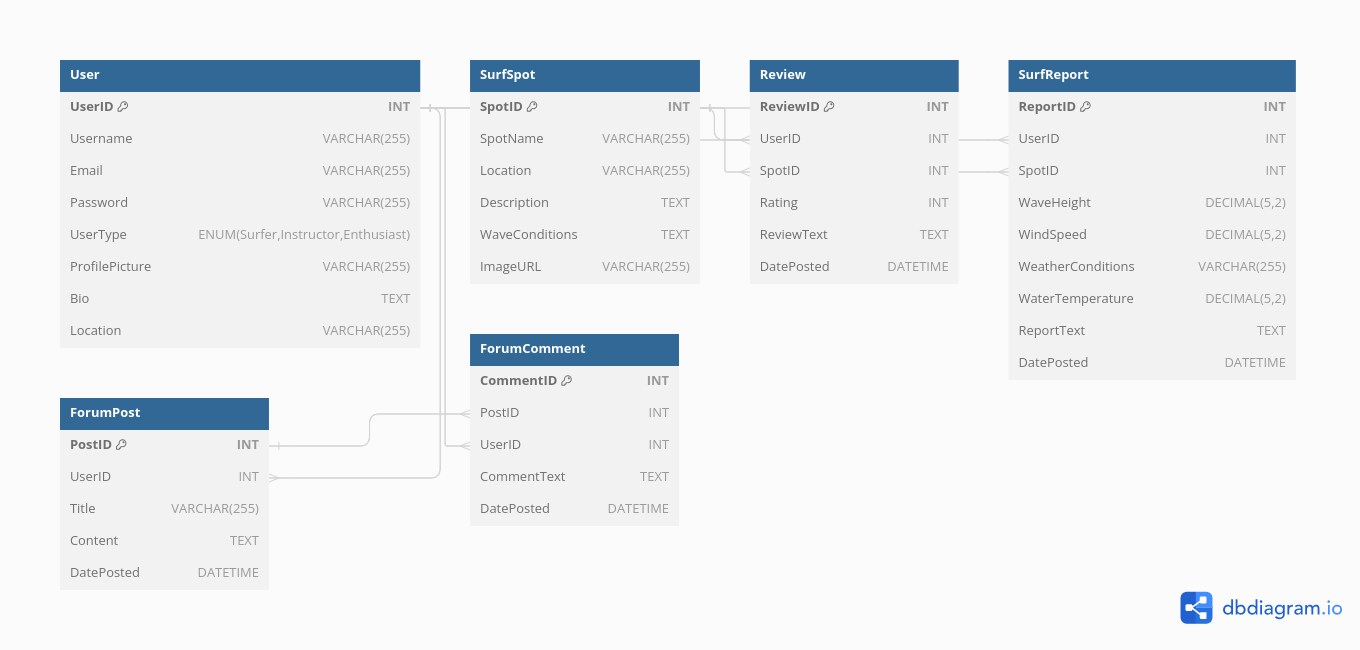 User
UserID INT
Username VARCHAR(255)
Email VARCHAR(255)
Password VARCHAR(255)
UserType ENUM(Surfer,Instructor,Enthusiast)
ProfilePicture VARCHAR(255)
Bio TEXT
Location VARCHAR(255)
SurfSpot
SpotID INT
SpotName VARCHAR(255)
Location VARCHAR(255)
Description TEXT
WaveConditions TEXT
ImageURL VARCHAR(255)
Review
ReviewID INT
UserID INT
SpotID INT
Rating INT
ReviewText TEXT
DatePosted DATETIME
SurfReport
ReportID INT
UserID INT
SpotID INT
WaveHeight DECIMAL(5,2)
WindSpeed DECIMAL(5,2)
WeatherConditions VARCHAR(255)
WaterTemperature DECIMAL(5,2)
ReportText TEXT
DatePosted DATETIME
ForumPost
PostID INT
UserID INT
Title VARCHAR(255)
Content TEXT
DatePosted DATETIME
ForumComment
CommentID INT
PostID INT
UserID INT
CommentText TEXT
DatePosted DATETIME
dbdiagram.io